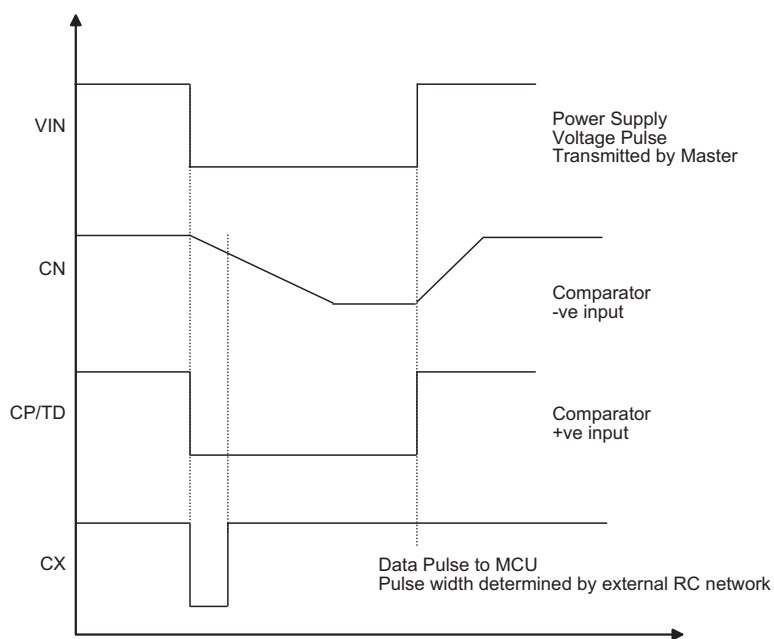 VIN
Power Supply
Voltage Pulse
Transmitted by Master
CN
Comparator
-ve input
CP/TD
Comparator
+ve input
CX
Data Pulse to MCU
Pulse width determined by external RC network